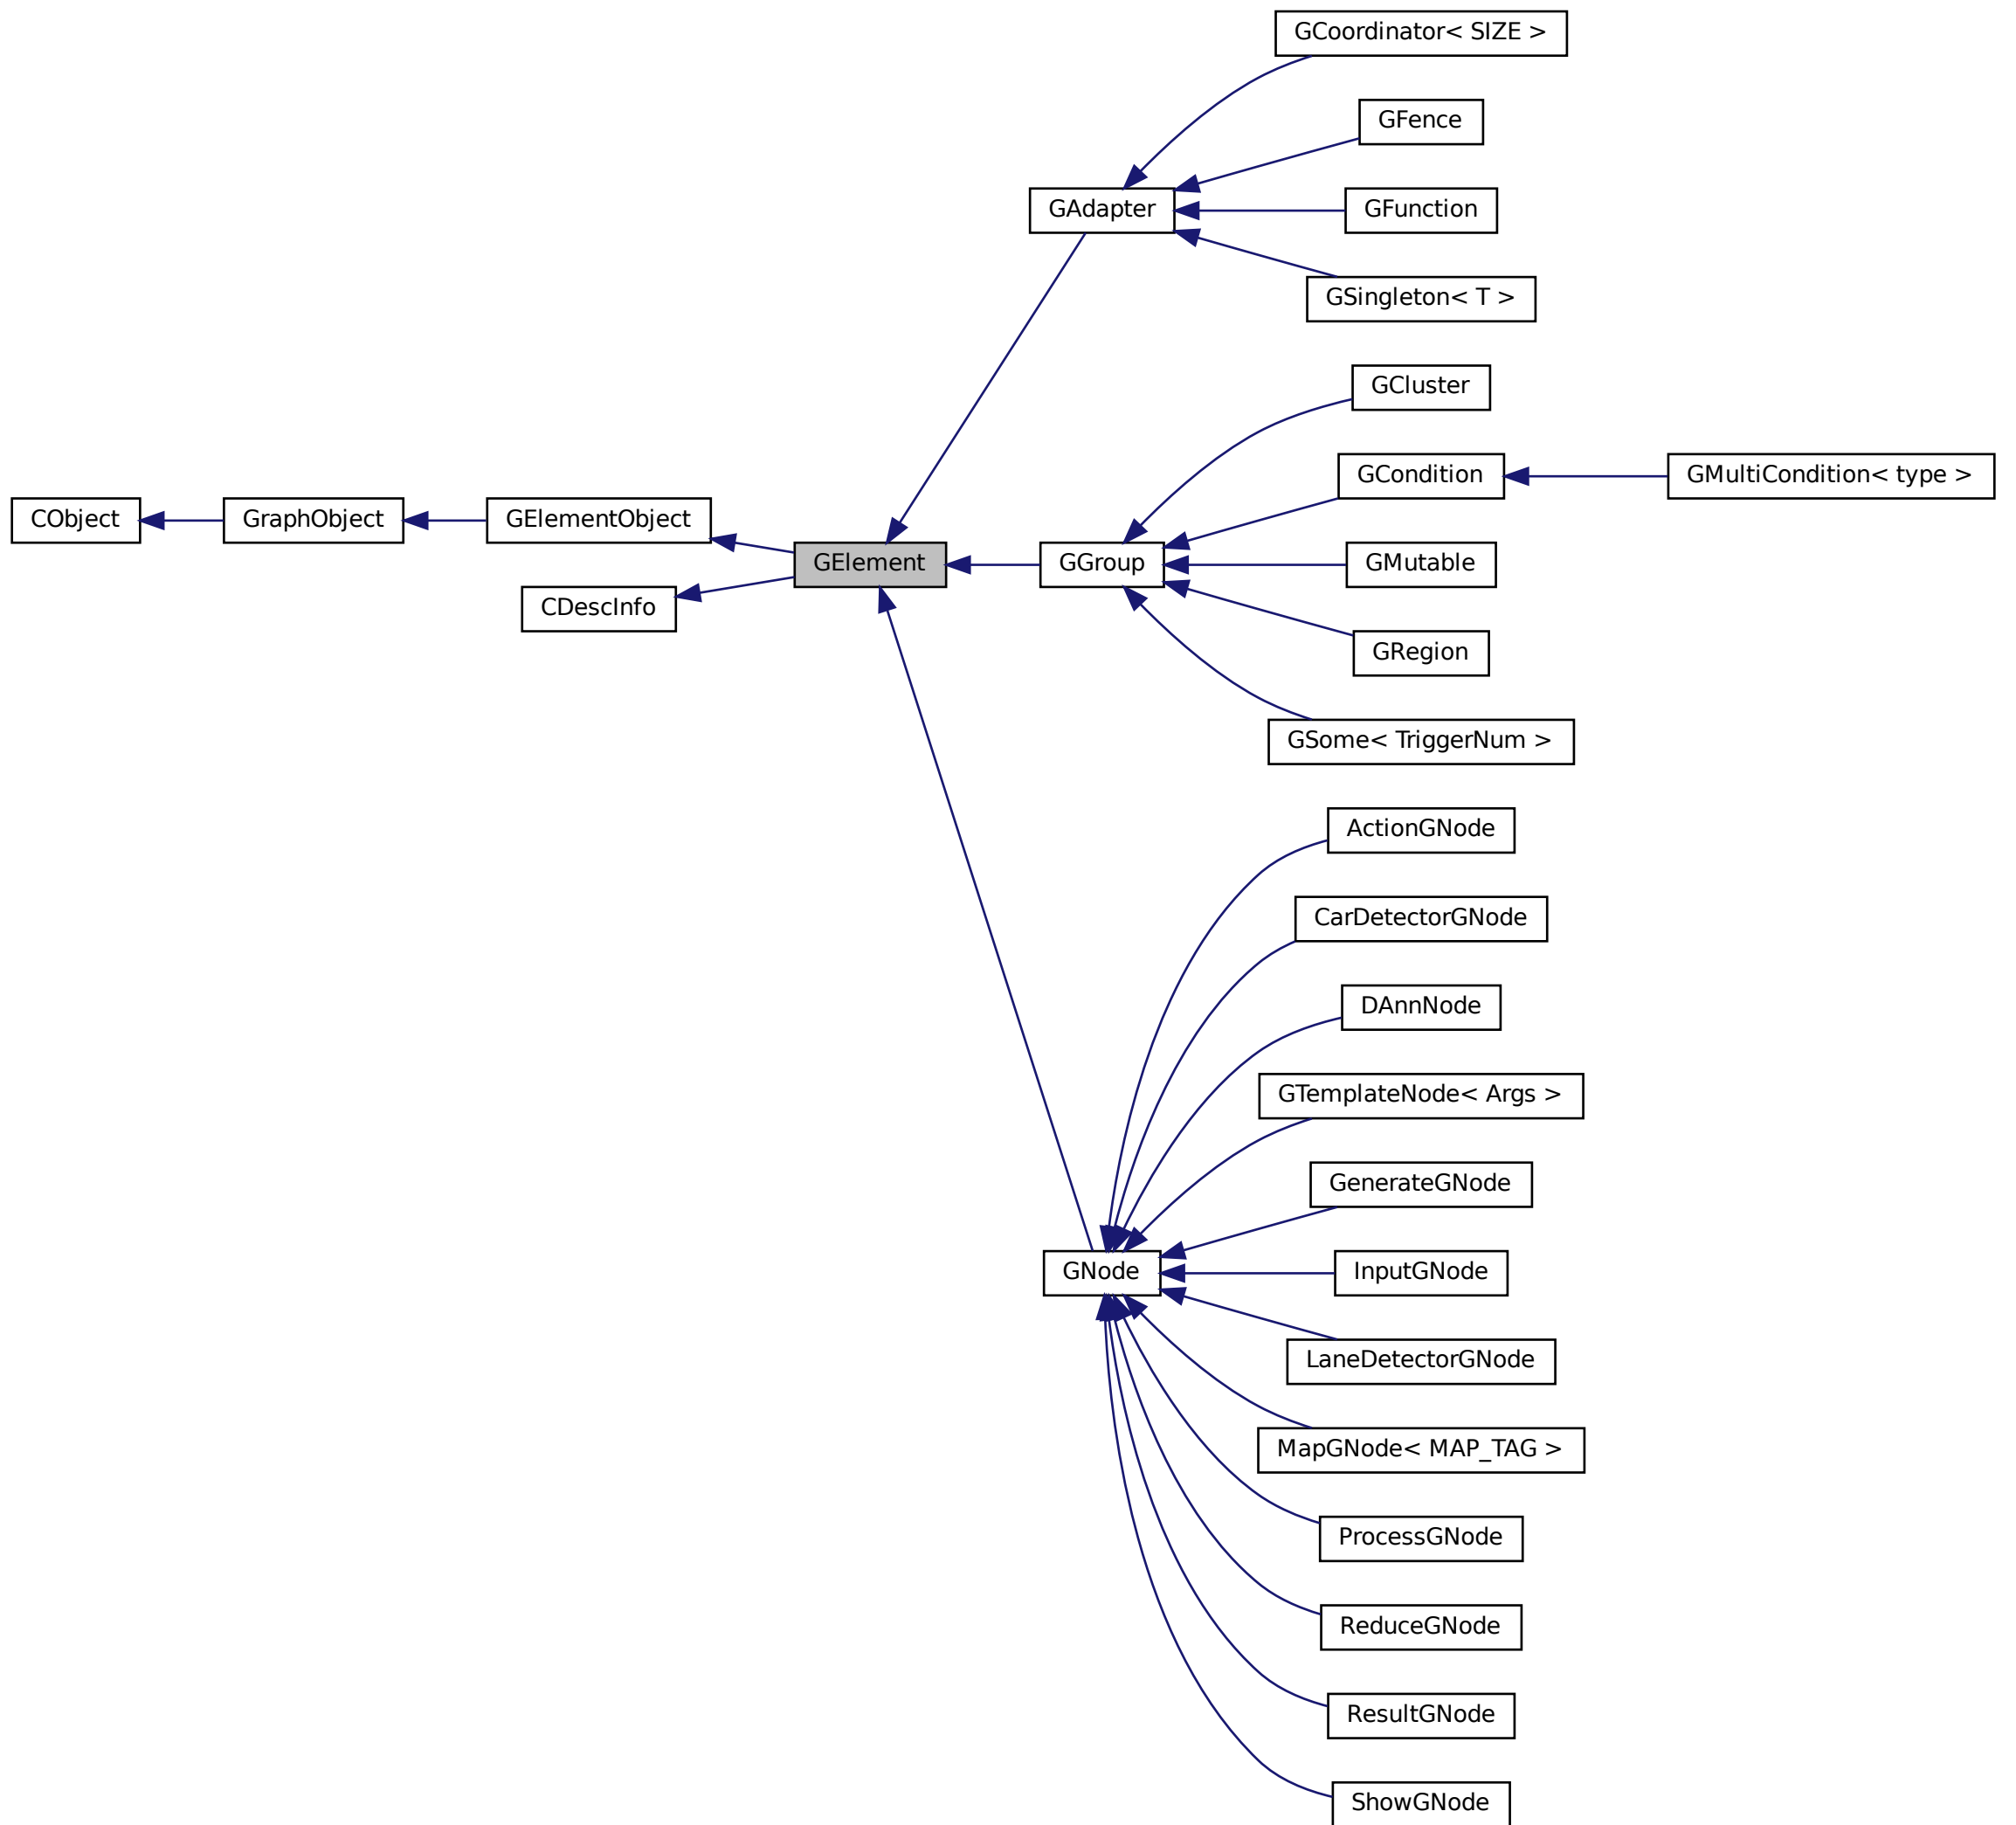 GCoordinator< SIZE >
GFence
GAdapter
GFunction
GSingleton< T >
GCluster
GCondition
GMultiCondition< type >
CObject
GraphObject
GElementObject
GElement
GGroup
GMutable
CDescInfo
GRegion
GSome< TriggerNum >
ActionGNode
CarDetectorGNode
DAnnNode
GTemplateNode< Args >
GenerateGNode
GNode
InputGNode
LaneDetectorGNode
MapGNode< MAP_TAG >
ProcessGNode
ReduceGNode
ResultGNode
ShowGNode